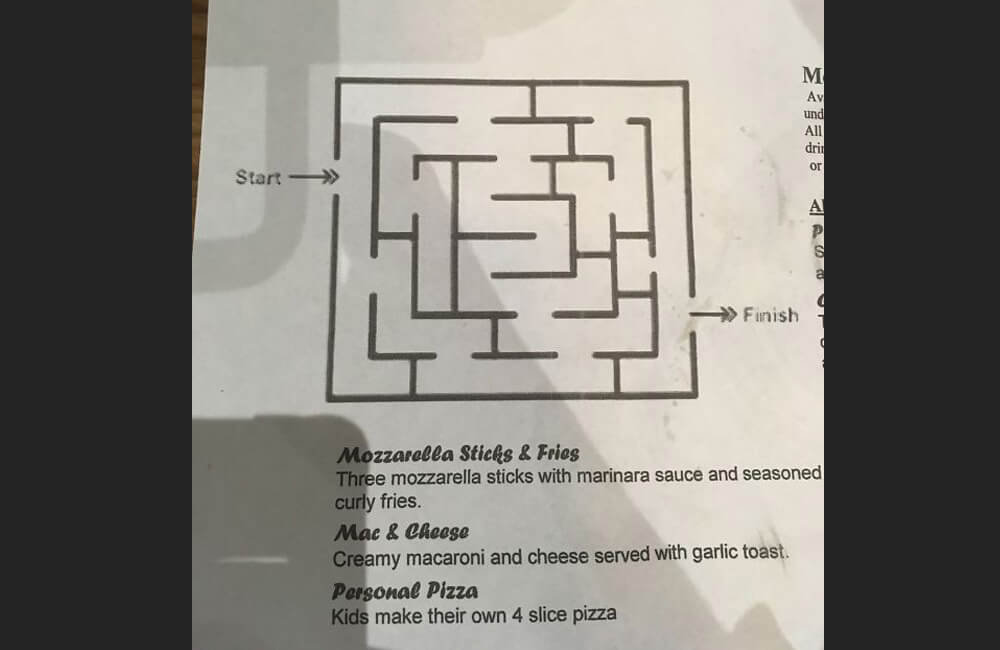 Start
Finish
M
Av
und
All
drin
or
Al
P
S
a
Mozzarella Sticks & Fries
Three mozzarella sticks with marinara sauce and seasoned
curly fries.
Mac & Cheese
Creamy macaroni and cheese served with garlic toast.
Personal Pizza
Kids make their own 4 slice pizza